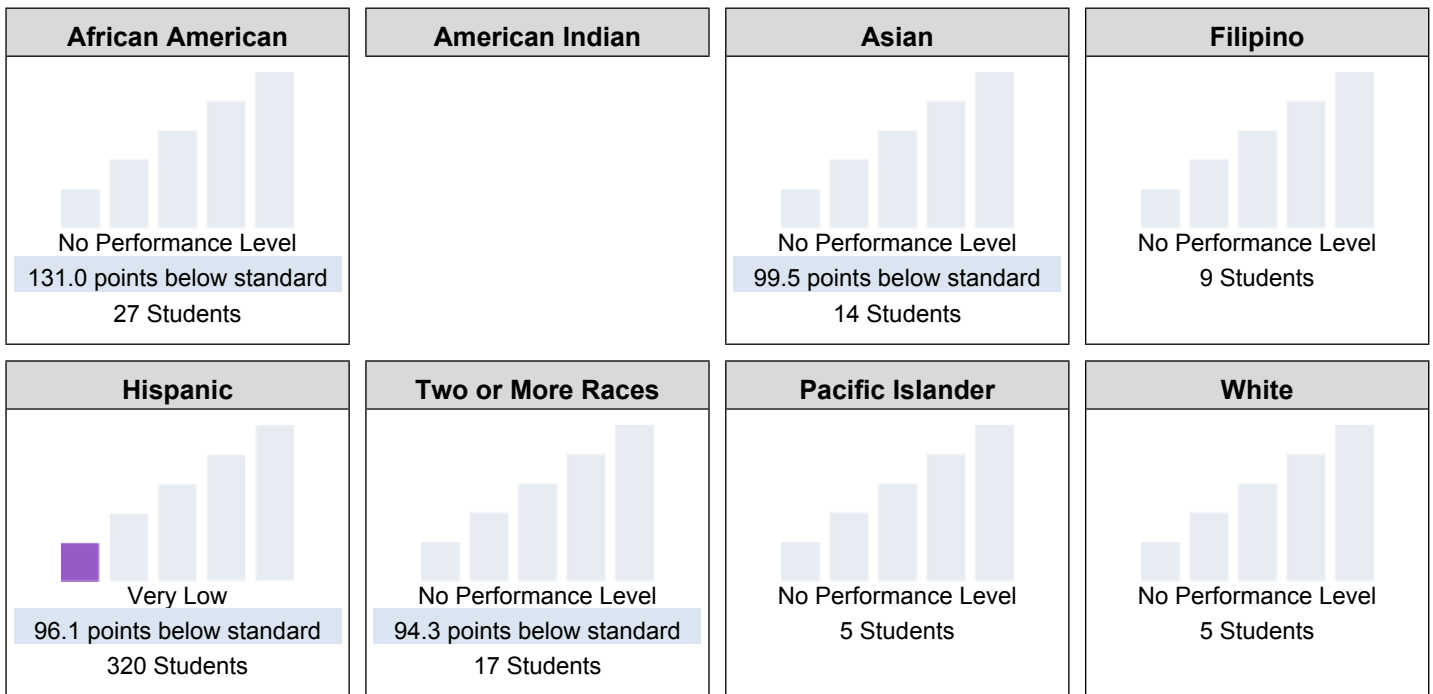 African American
No Performance Level
131.0 points below standard
27 Students
American Indian
Asian
No Performance Level
99.5 points below standard
14 Students
Filipino
No Performance Level
9 Students
Hispanic
Very Low
96.1 points below standard
320 Students
Two or More Races
No Performance Level
94.3 points below standard
17 Students
Pacific Islander
No Performance Level
5 Students
White
No Performance Level
5 Students